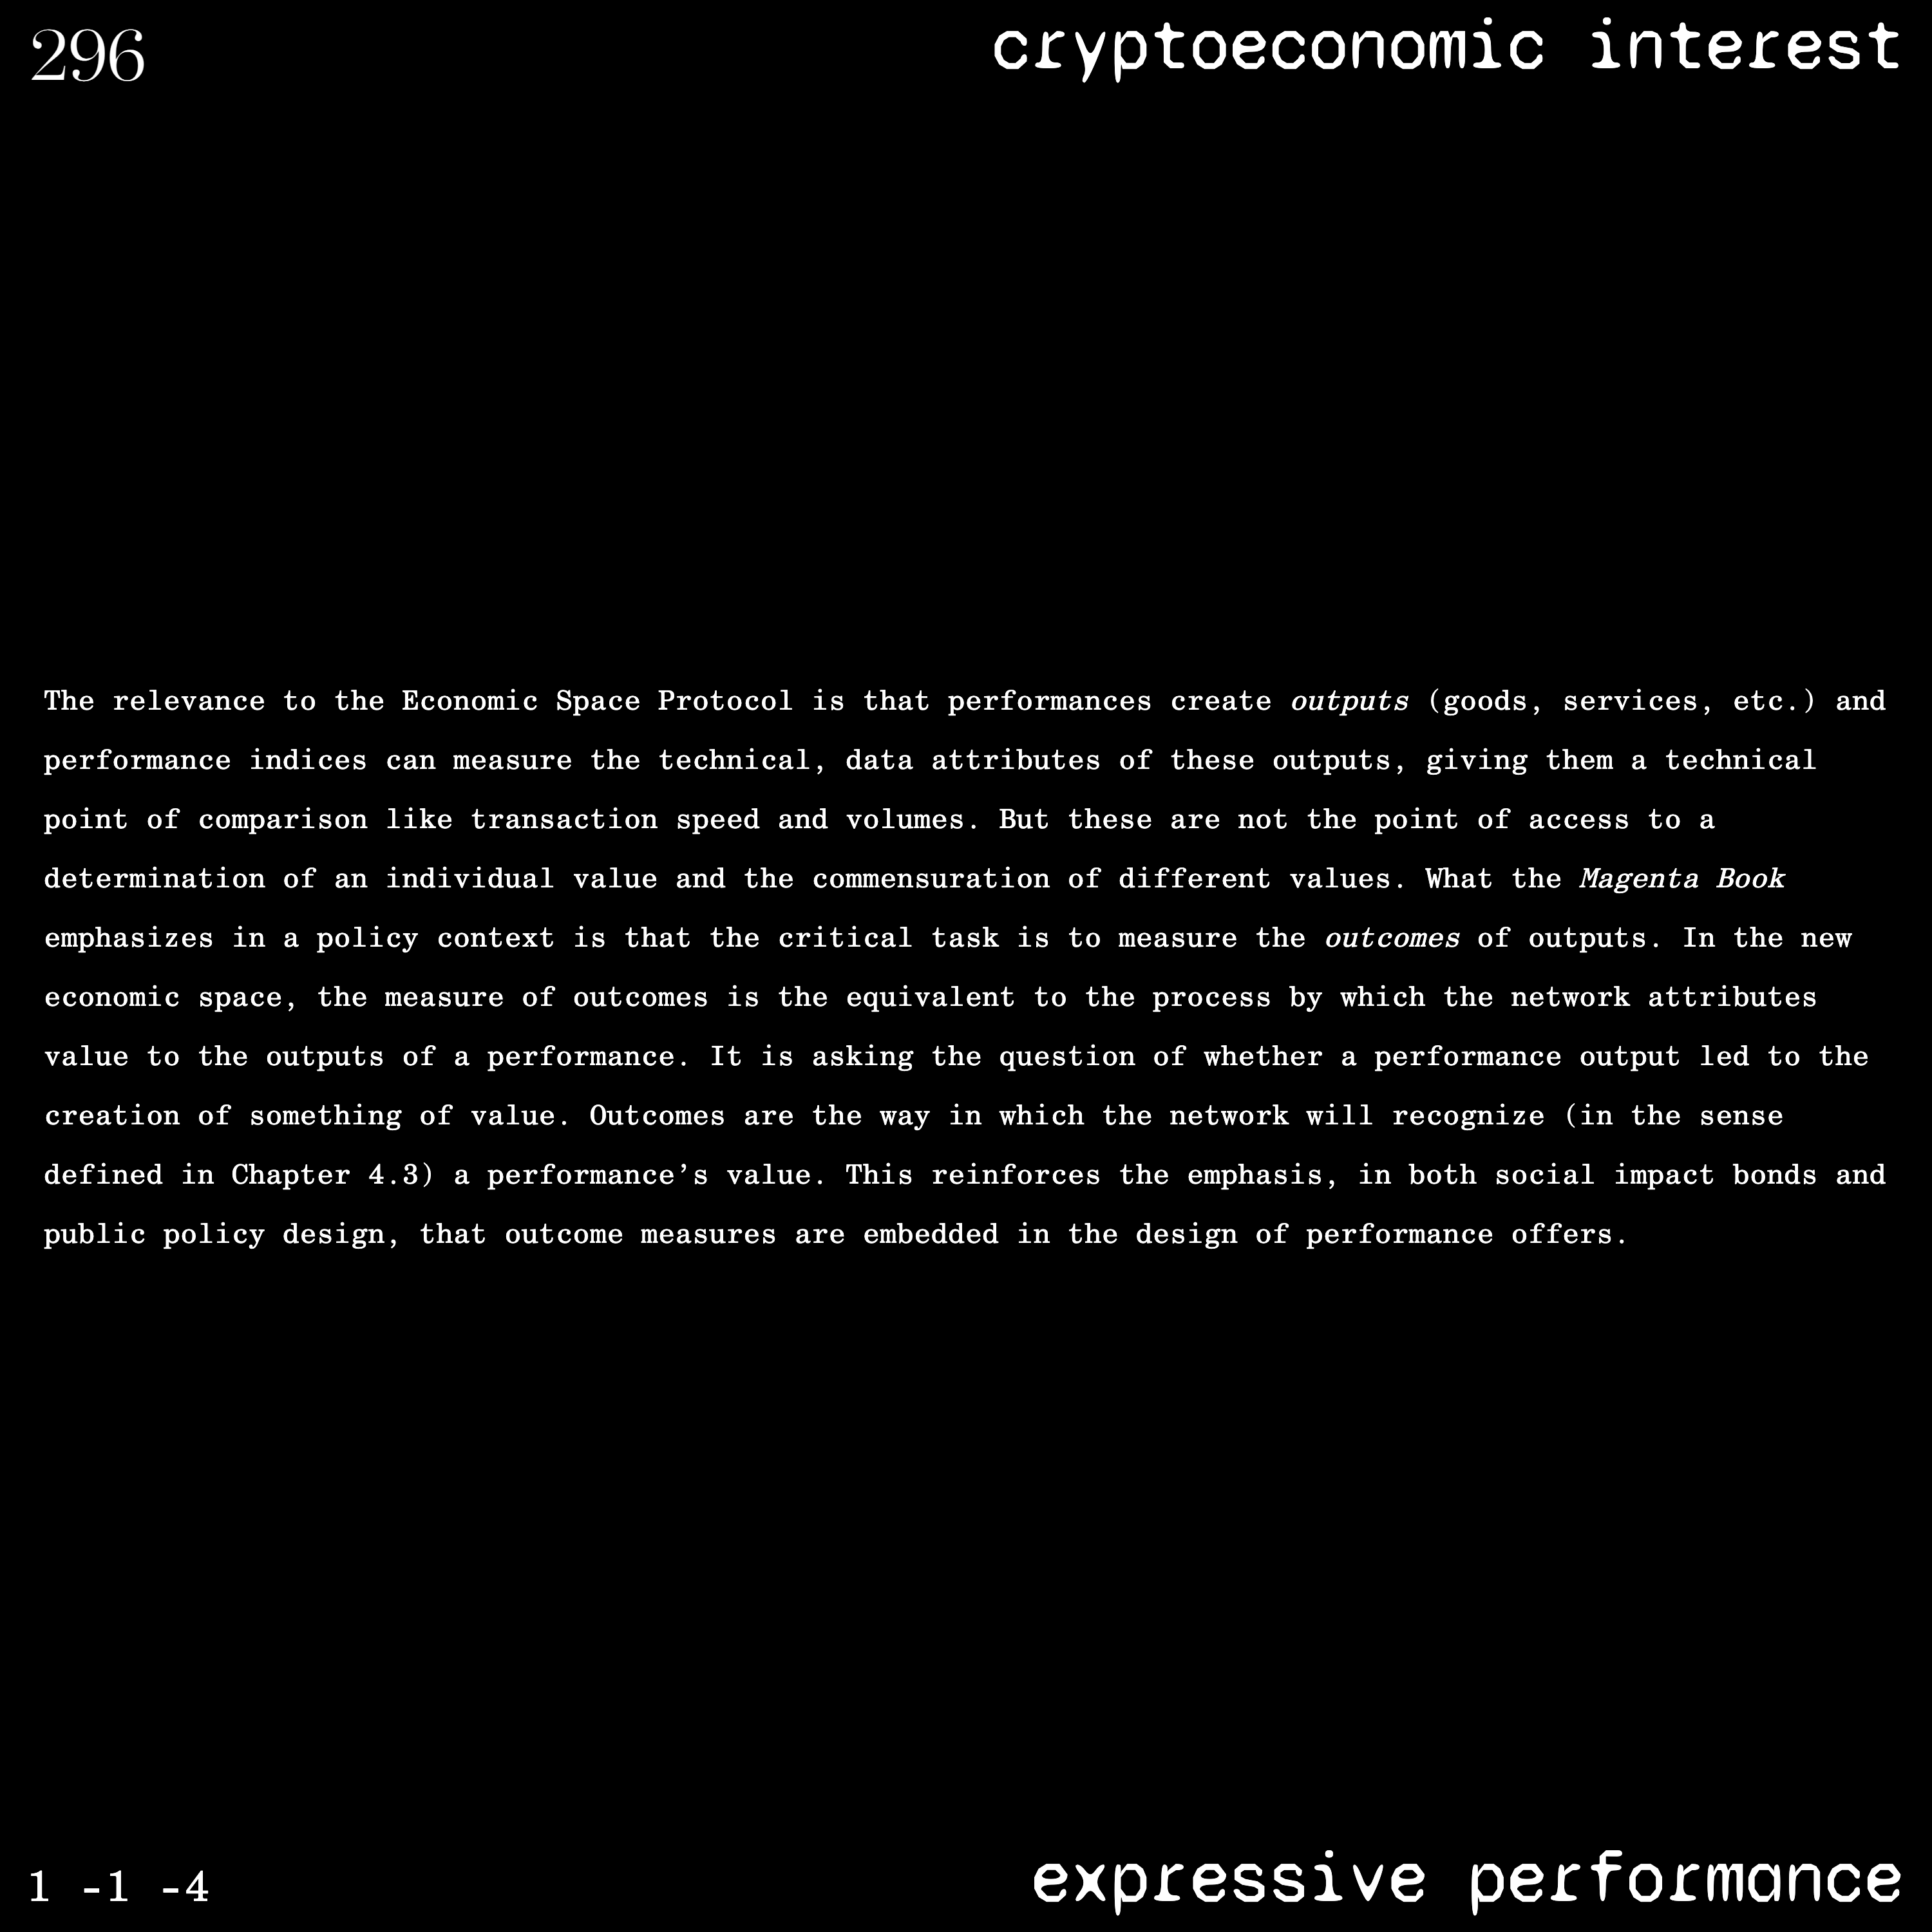 296
cryptoeconomic interest
The relevance to the Economic Space Protocol is that performances create outputs (goods, services, etc.) and
performance indices can measure the technical, data attributes of these outputs, giving them a technical
point of comparison like transaction speed and volumes. But these are not the point of access to a
determination of an individual value and the commensuration of different values. What the Magenta Book
emphasizes in a policy context is that the critical task is to measure the outcomes of outputs. In the new
economic space, the measure of outcomes is the equivalent to the process by which the network attributes
value to the outputs of a performance. It is asking the question of whether a performance output led to the
creation of something of value. Outcomes are the way in which the network will recognize (in the sense
defined in Chapter 4.3) a performance’s value. This reinforces the emphasis, in both social impact bonds and
public policy design, that outcome measures are embedded in the design of performance offers.
1 -1 -4
expressive performance